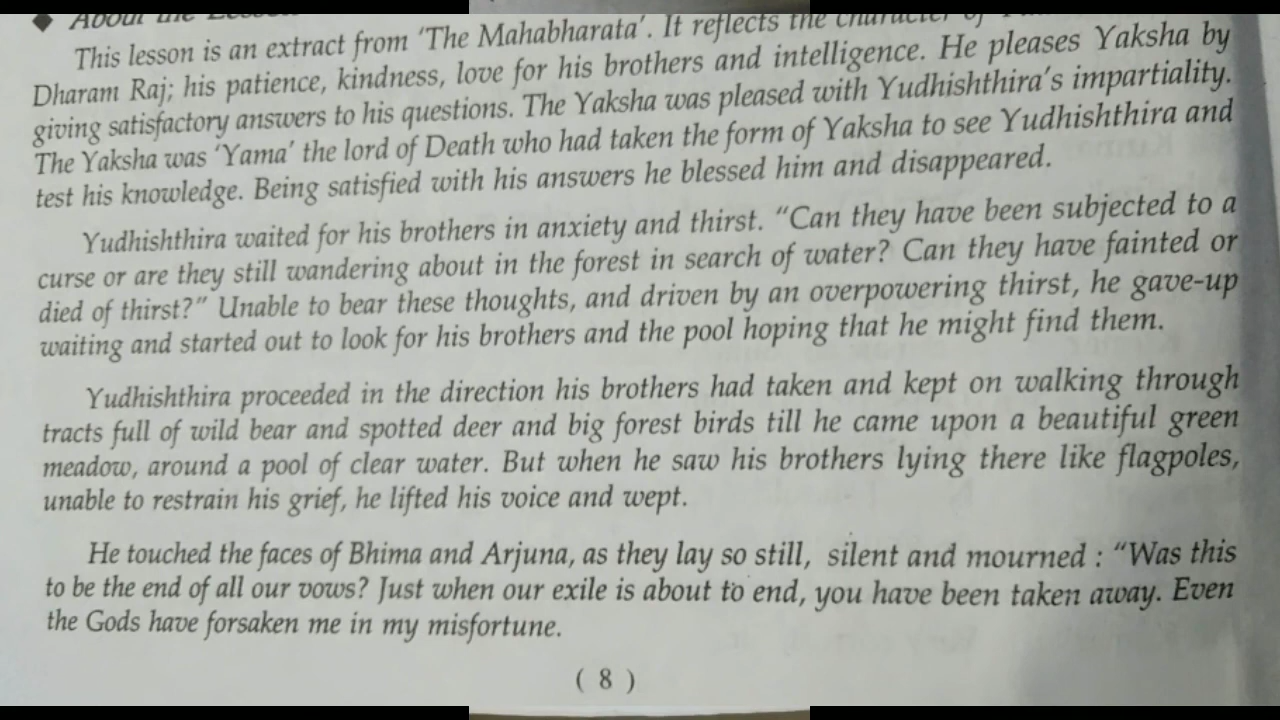 ◆ About the Lesson
This lesson is an extract from ‘The Mahabharata’. It reflects the character of
Dharam Raj; his patience, kindness, love for his brothers and intelligence. He pleases Yaksha by
giving satisfactory answers to his questions. The Yaksha was pleased with Yudhishthira’s impartiality.
The Yaksha was ‘Yama’ the lord of Death who had taken the form of Yaksha to see Yudhishthira and
test his knowledge. Being satisfied with his answers he blessed him and disappeared.
Yudhishthira waited for his brothers in anxiety and thirst. “Can they have been subjected to a
curse or are they still wandering about in the forest in search of water? Can they have fainted or
died of thirst?” Unable to bear these thoughts, and driven by an overpowering thirst, he gave-up
waiting and started out to look for his brothers and the pool hoping that he might find them.
Yudhishthira proceeded in the direction his brothers had taken and kept on walking through
tracts full of wild bear and spotted deer and big forest birds till he came upon a beautiful green
meadow, around a pool of clear water. But when he saw his brothers lying there like flagpoles,
unable to restrain his grief, he lifted his voice and wept.
He touched the faces of Bhima and Arjuna, as they lay so still, silent and mourned : “Was this
to be the end of all our vows? Just when our exile is about to end, you have been taken away. Even
the Gods have forsaken me in my misfortune.
( 8 )